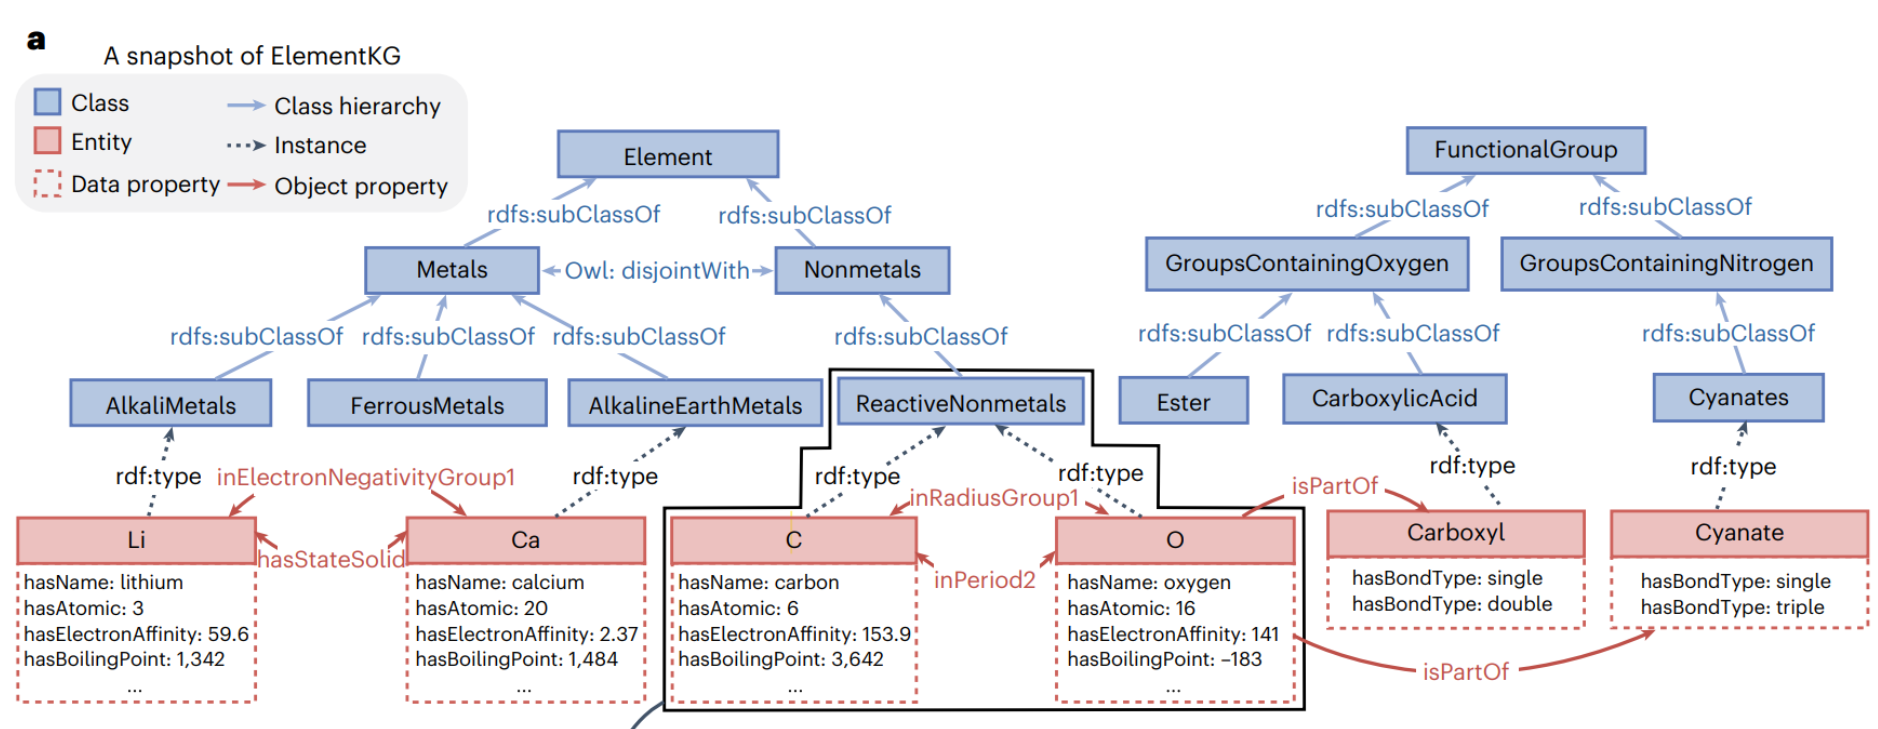 a
A snapshot of ElementKG
Class
Class hierarchy
Entity
Instance
Data property
Object property
Element
FunctionalGroup
rdfs:subClassOf
rdfs:subClassOf
rdfs:subClassOf
rdfs:subClassOf
Metals
Owl: disjointWith
Nonmetals
GroupsContainingOxygen
GroupsContainingNitrogen
rdfs:subClassOf
rdfs:subClassOf
rdfs:subClassOf
rdfs:subClassOf
rdfs:subClassOf
rdfs:subClassOf
rdfs:subClassOf
AlkaliMetals
FerrousMetals
AlkalineEarthMetals
ReactiveNonmetals
Ester
CarboxylicAcid
Cyanates
rdf:type
inElectronNegativityGroup1
rdf:type
rdf:type
rdf:type
inRadiusGroup1
isPartOf
rdf:type
rdf:type
Li
hasStateSolid
Ca
C
inPeriod2
O
Carboxyl
Cyanate
hasName: lithium
hasAtomic: 3
hasElectronAffinity: 59.6
hasBoilingPoint: 1,342
...
hasName: calcium
hasAtomic: 20
hasElectronAffinity: 2.37
hasBoilingPoint: 1,484
...
hasName: carbon
hasAtomic: 6
hasElectronAffinity: 153.9
hasBoilingPoint: 3,642
...
hasName: oxygen
hasAtomic: 16
hasElectronAffinity: 141
hasBoilingPoint: –183
...
hasBondType: single
hasBondType: double
hasBondType: single
hasBondType: triple
isPartOf